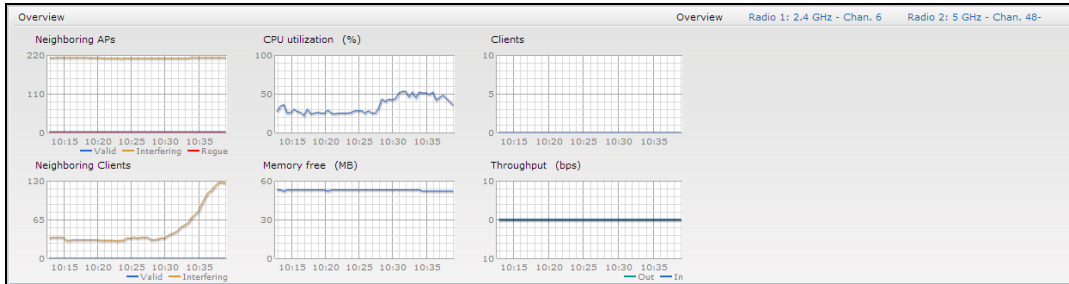 Overview
Overview Radio 1: 2.4 GHz - Chan. 6 Radio 2: 5 GHz - Chan. 48-
Neighboring APs
220
110
0
10:15 10:20 10:25 10:30 10:35
Valid Interfering Rogue
CPU utilization (%)
100
50
0
10:15 10:20 10:25 10:30 10:35
Clients
10
5
0
10:15 10:20 10:25 10:30 10:35
Neighboring Clients
130
65
0
10:15 10:20 10:25 10:30 10:35
Valid Interfering
Memory free (MB)
60
30
0
10:15 10:20 10:25 10:30 10:35
Throughput (bps)
10
0
10
10:15 10:20 10:25 10:30 10:35
Out In